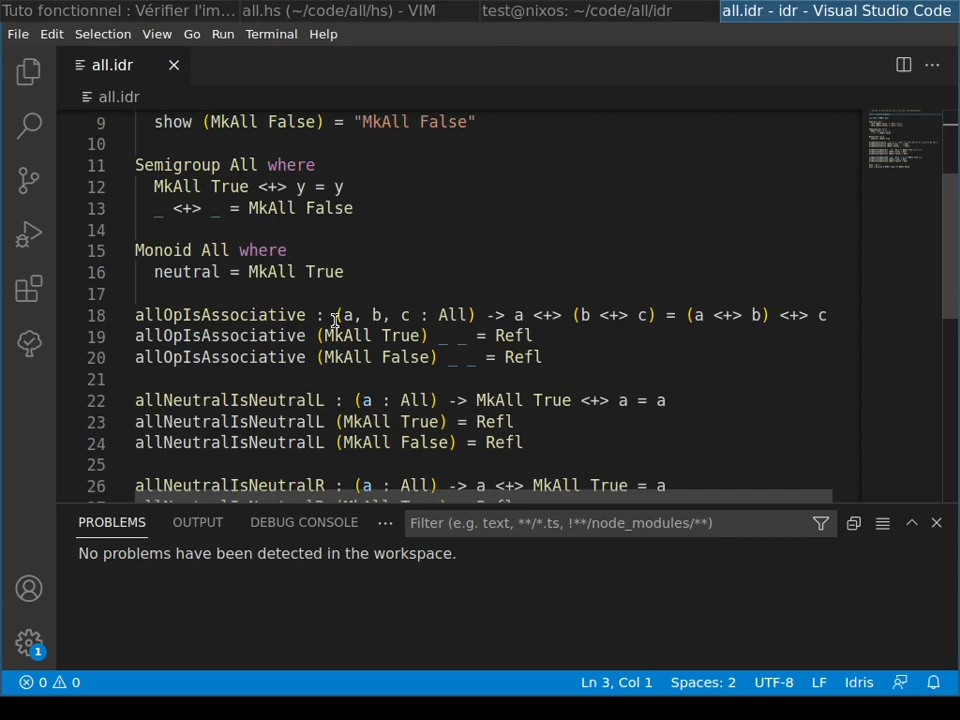 Tuto fonctionnel : Vérifier l'im... all.hs (~/code/all/hs) - VIM test@nixos: ~/code/all/idr all.idr - idr - Visual Studio Code
File Edit Selection View Go Run Terminal Help
all.idr
all.idr
9 show (MkAll False) = "MkAll False"
10
11 Semigroup All where
12 MkAll True <+> y = y
13 _ <+> _ = MkAll False
14
15 Monoid All where
16 neutral = MkAll True
17
18 allOpIsAssociative : (a, b, c : All) -> a <+> (b <+> c) = (a <+> b) <+> c
19 allOpIsAssociative (MkAll True) _ _ = Refl
20 allOpIsAssociative (MkAll False) _ _ = Refl
21
22 allNeutralIsNeutralL : (a : All) -> MkAll True <+> a = a
23 allNeutralIsNeutralL (MkAll True) = Refl
24 allNeutralIsNeutralL (MkAll False) = Refl
25
26 allNeutralIsNeutralR : (a : All) -> a <+> MkAll True = a
PROBLEMS OUTPUT DEBUG CONSOLE ... Filter (e.g. text, **/*.ts, !**/node_modules/**)
No problems have been detected in the workspace.
1
0 0 Ln 3, Col 1 Spaces: 2 UTF-8 LF Idris